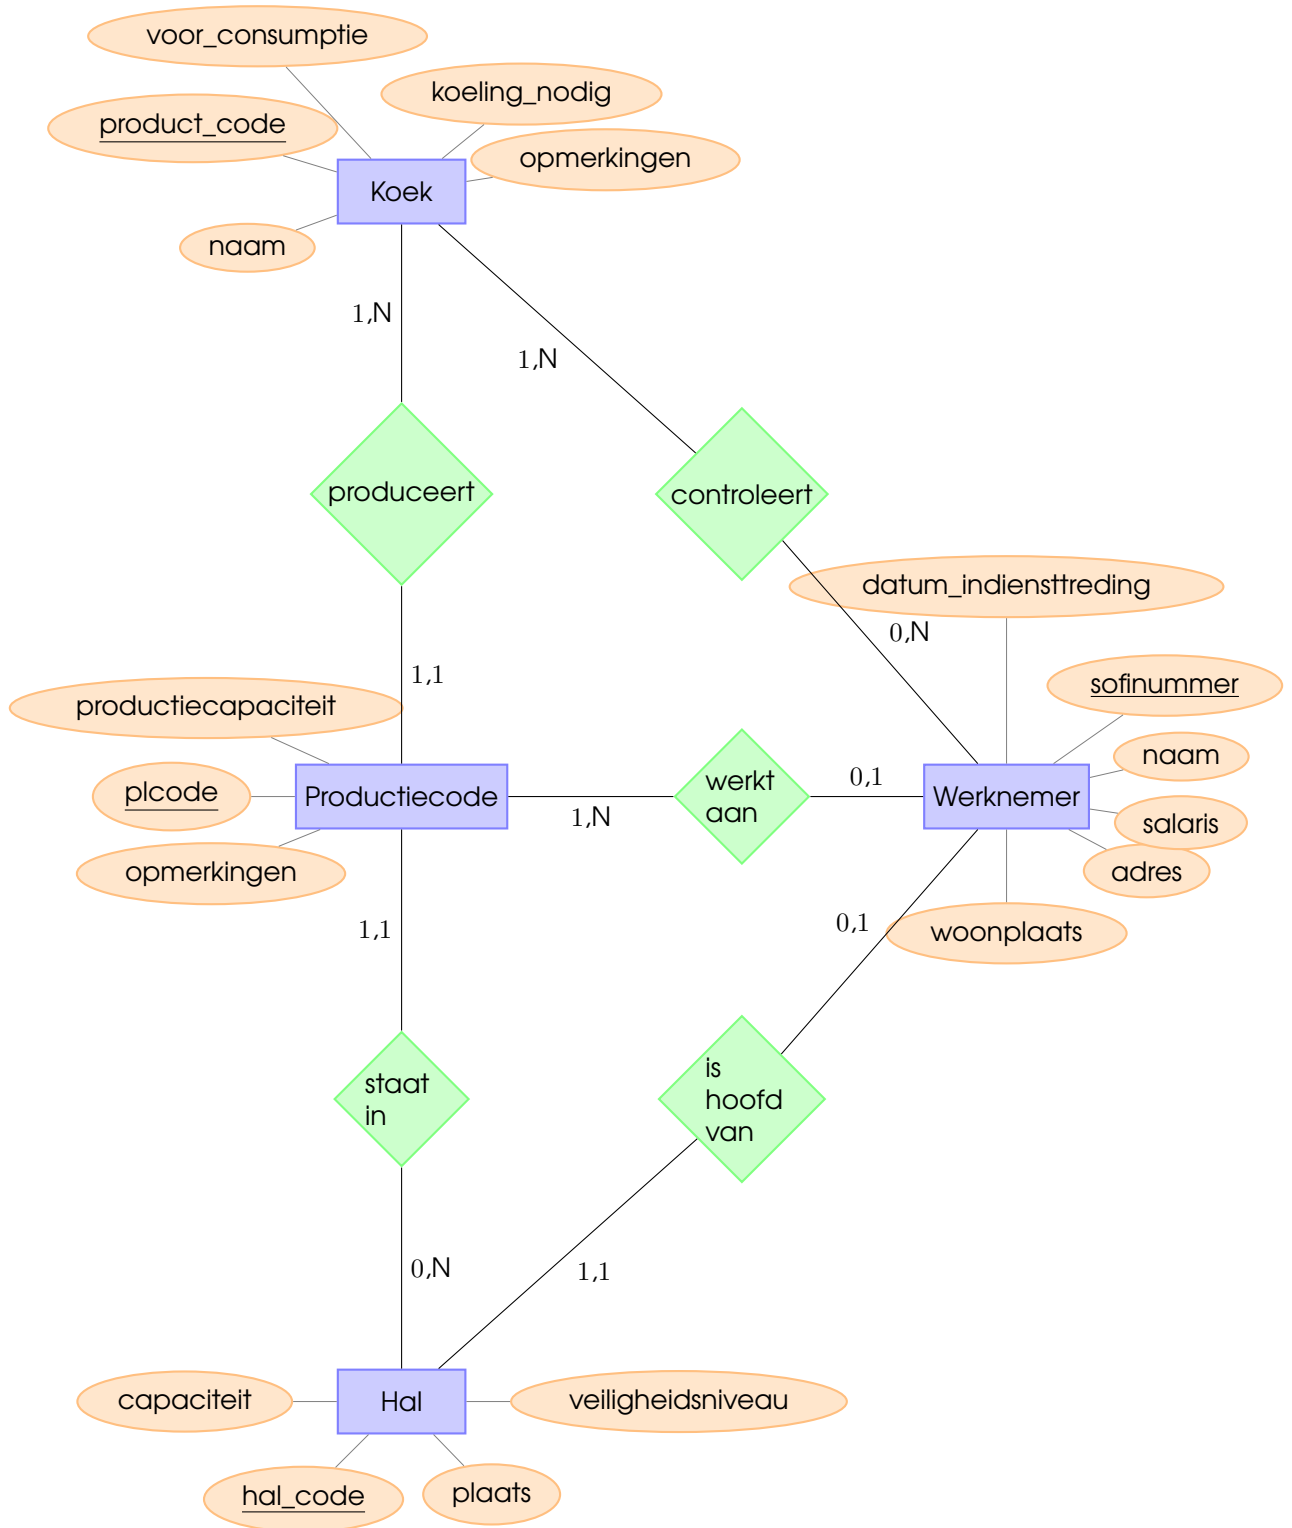 voor_consumptie
koeling_nodig
product_code
opmerkingen
Koek
naam
1,N
1,N
produceert
controleert
datum_indiensttreding
0,N
1,1
sofinummer
productiecapaciteit
naam
werkt
aan
0,1
plcode
Productiecode
1,N
Werknemer
salaris
opmerkingen
adres
1,1
0,1
woonplaats
is
hoofd
van
staat
in
0,N
1,1
capaciteit
Hal
veiligheidsniveau
hal_code
plaats